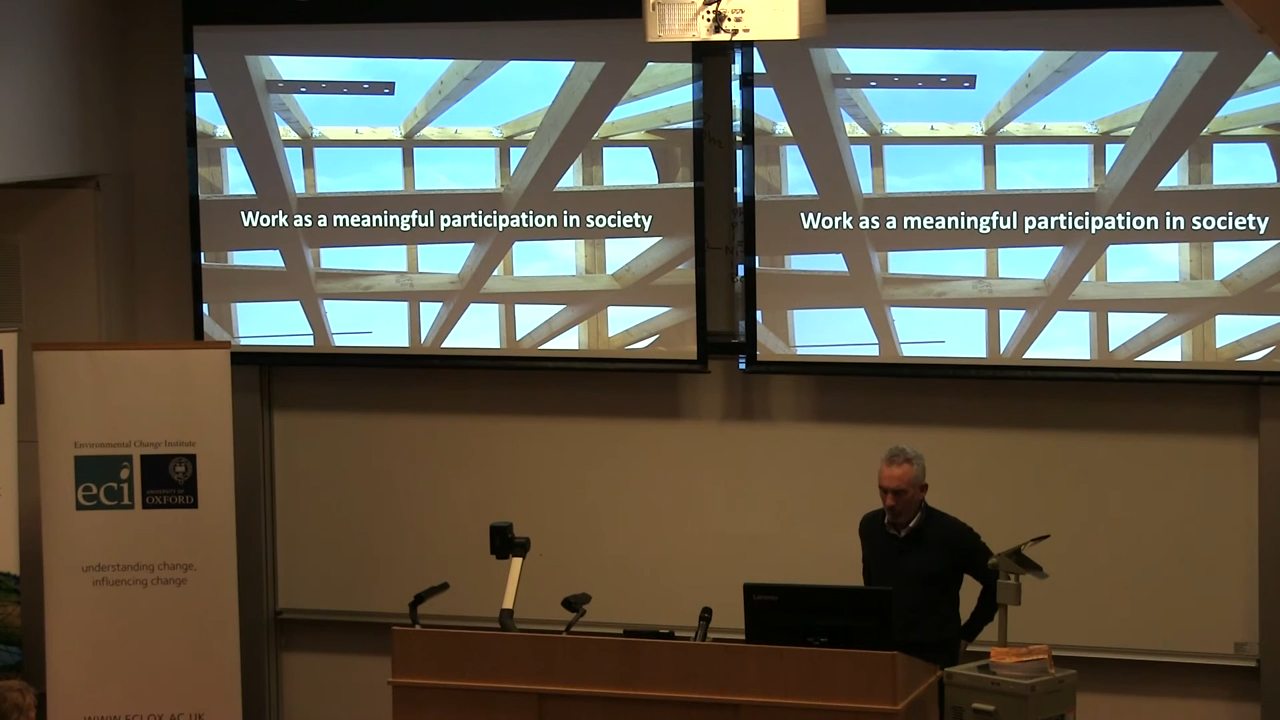 Work as a meaningful participation in society
Work as a meaningful participation in society
Environmental Change Institute
eci
UNIVERSITY OF
OXFORD
understanding change,
influencing change
WWW.ECI.OX.AC.UK
Lenovo